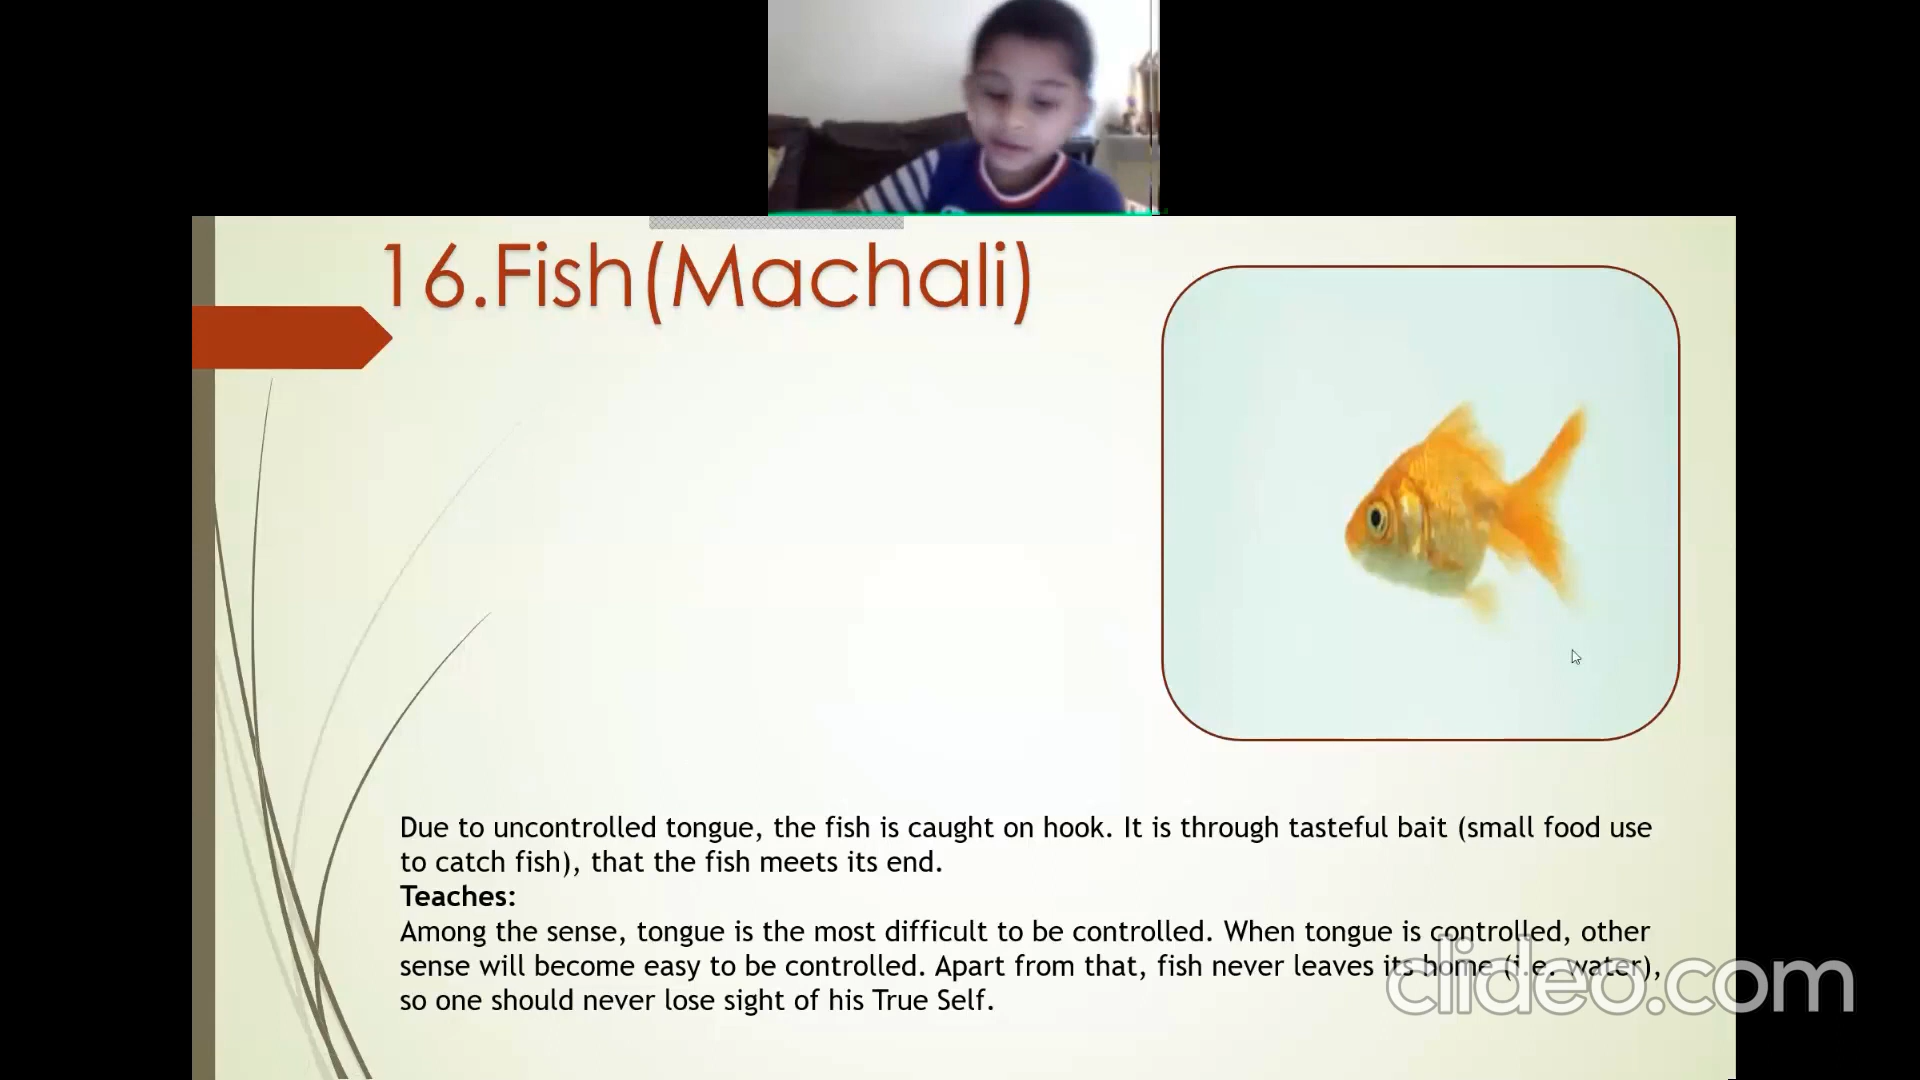 16.Fish(Machali)
Due to uncontrolled tongue, the fish is caught on hook. It is through tasteful bait (small food use
to catch fish), that the fish meets its end.
Teaches:
Among the sense, tongue is the most difficult to be controlled. When tongue is controlled, other
sense will become easy to be controlled. Apart from that, fish never leaves its home (i.e. water),
so one should never lose sight of his True Self.
clideo.com